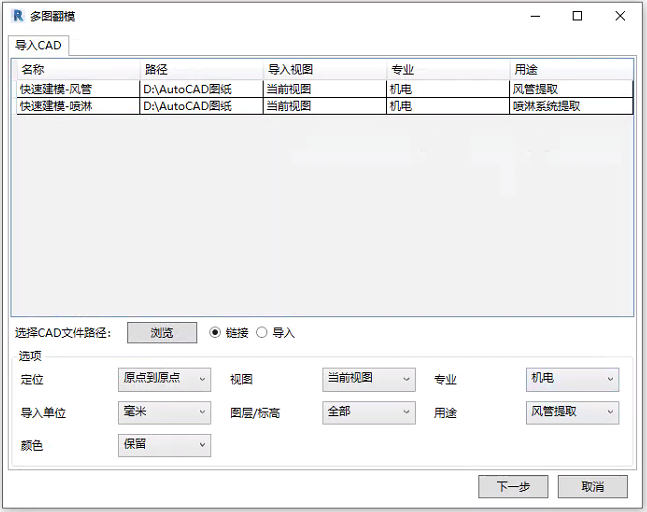 多图翻模
导入CAD
名称 路径 导入视图 专业 用途
快速建模-风管 D:\AutoCAD图纸 当前视图 机电 风管提取
快速建模-喷淋 D:\AutoCAD图纸 当前视图 机电 喷淋系统提取
选择CAD文件路径: 浏览 链接 导入
选项
定位 原点到原点 视图 当前视图 专业 机电
导入单位 毫米 图层/标高 全部 用途 风管提取
颜色 保留
下一步 取消